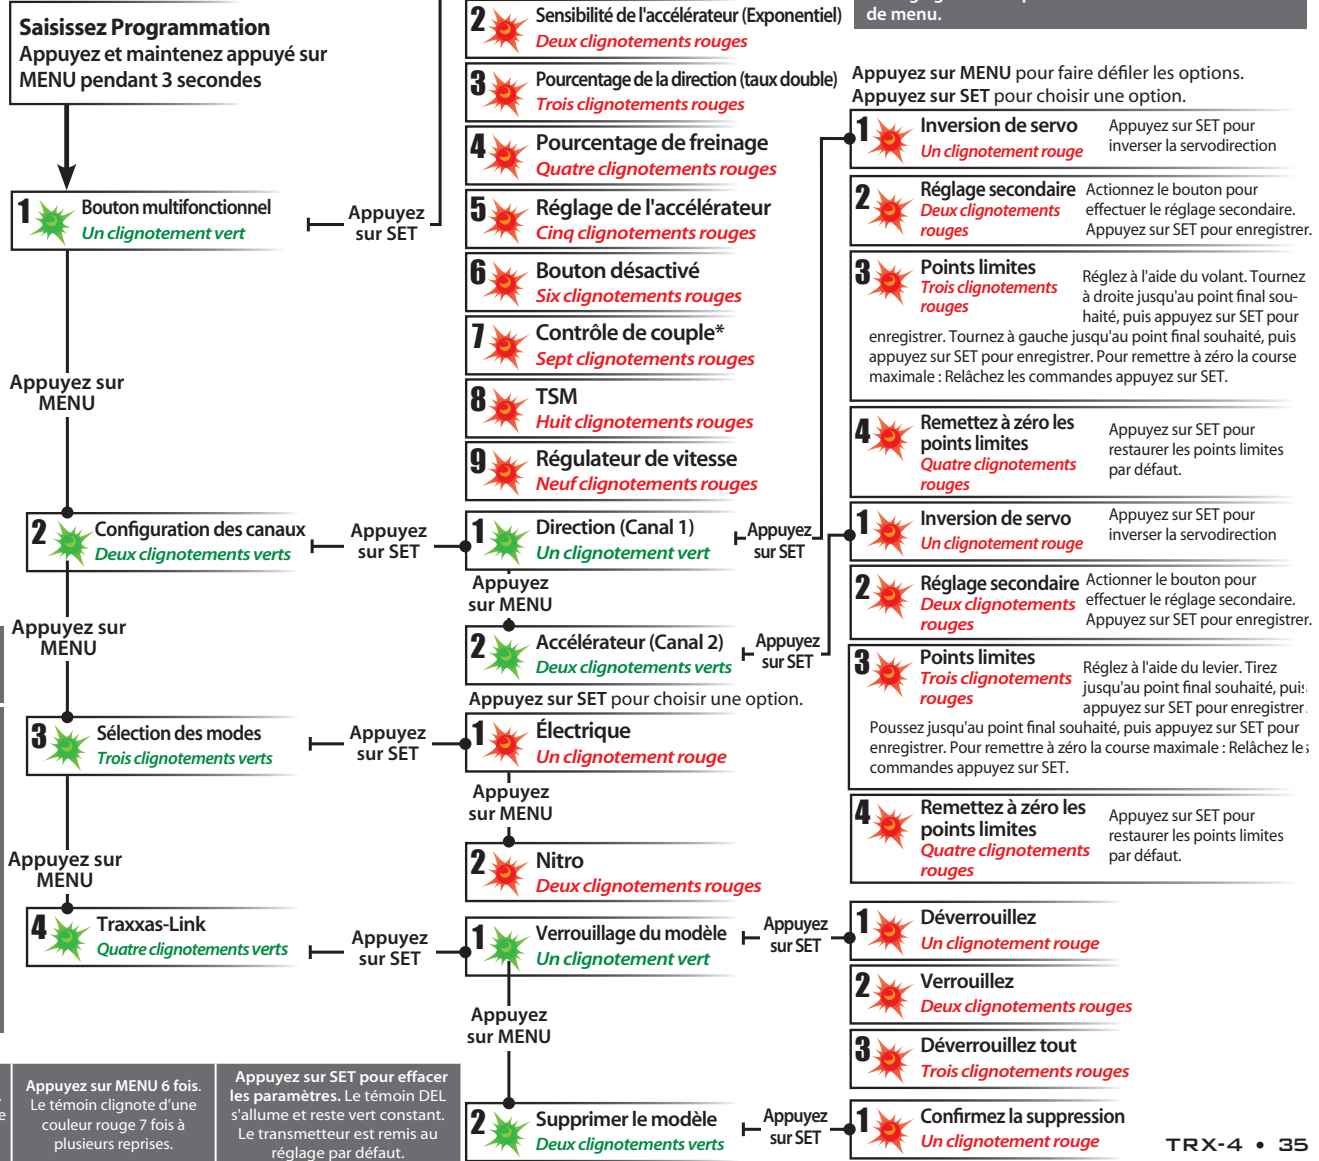 de menu.
Saisissez Programmation
Appuyez et maintenez appuyé sur
MENU pendant 3 secondes
1 Bouton multifonctionnel
Un clignotement vert
Appuyez
sur SET
2 Sensibilité de l'accélérateur (Exponentiel)
Deux clignotements rouges
3 Pourcentage de la direction (taux double)
Trois clignotements rouges
4 Pourcentage de freinage
Quatre clignotements rouges
5 Réglage de l'accélérateur
Cinq clignotements rouges
6 Bouton désactivé
Six clignotements rouges
7 Contrôle de couple*
Sept clignotements rouges
8 TSM
Huit clignotements rouges
9 Régulateur de vitesse
Neuf clignotements rouges
Appuyez sur
MENU
2 Configuration des canaux
Deux clignotements verts
Appuyez
sur SET
1 Direction (Canal 1)
Un clignotement vert
Appuyez
sur SET
Appuyez
sur MENU
2 Accélérateur (Canal 2)
Deux clignotements verts
Appuyez
sur SET
Appuyez sur MENU pour faire défiler les options.
Appuyez sur SET pour choisir une option.
1 Inversion de servo
Un clignotement rouge
Appuyez sur SET pour
inverser la servodirection
2 Réglage secondaire
Deux clignotements
rouges
Actionnez le bouton pour
effectuer le réglage secondaire.
Appuyez sur SET pour enregistrer.
3 Points limites
Trois clignotements
rouges
Réglez à l'aide du volant. Tournez
à droite jusqu'au point final sou-
haité, puis appuyez sur SET pour
enregistrer. Tournez à gauche jusqu'au point final souhaité, puis
appuyez sur SET pour enregistrer. Pour remettre à zéro la course
maximale : Relâchez les commandes appuyez sur SET.
4 Remettez à zéro les
points limites
Quatre clignotements
rouges
Appuyez sur SET pour
restaurer les points limites
par défaut.
1 Inversion de servo
Un clignotement rouge
Appuyez sur SET pour
inverser la servodirection
2 Réglage secondaire
Deux clignotements
rouges
Actionner le bouton pour
effectuer le réglage secondaire.
Appuyez sur SET pour enregistrer.
3 Points limites
Trois clignotements
rouges
Réglez à l'aide du levier. Tirez
jusqu'au point final souhaité, puis
appuyez sur SET pour enregistrer.
Poussez jusqu'au point final souhaité, puis appuyez sur SET pour
enregistrer. Pour remettre à zéro la course maximale : Relâchez les
commandes appuyez sur SET.
4 Remettez à zéro les
points limites
Quatre clignotements
rouges
Appuyez sur SET pour
restaurer les points limites
par défaut.
Appuyez sur
MENU
3 Sélection des modes
Trois clignotements verts
Appuyez
sur SET
Appuyez sur SET pour choisir une option.
1 Électrique
Un clignotement rouge
Appuyez
sur MENU
2 Nitro
Deux clignotements rouges
Appuyez sur
MENU
4 Traxxas-Link
Quatre clignotements verts
Appuyez
sur SET
1 Verrouillage du modèle
Un clignotement vert
Appuyez
sur SET
1 Déverrouillez
Un clignotement rouge
2 Verrouillez
Deux clignotements rouges
3 Déverrouillez tout
Trois clignotements rouges
Appuyez
sur MENU
2 Supprimer le modèle
Deux clignotements verts
Appuyez
sur SET
1 Confirmez la suppression
Un clignotement rouge
Appuyez sur MENU 6 fois.
Le témoin clignote d'une
couleur rouge 7 fois à
plusieurs reprises.
Appuyez sur SET pour effacer
les paramètres. Le témoin DEL
s'allume et reste vert constant.
Le transmetteur est remis au
réglage par défaut.
TRX-4 • 35